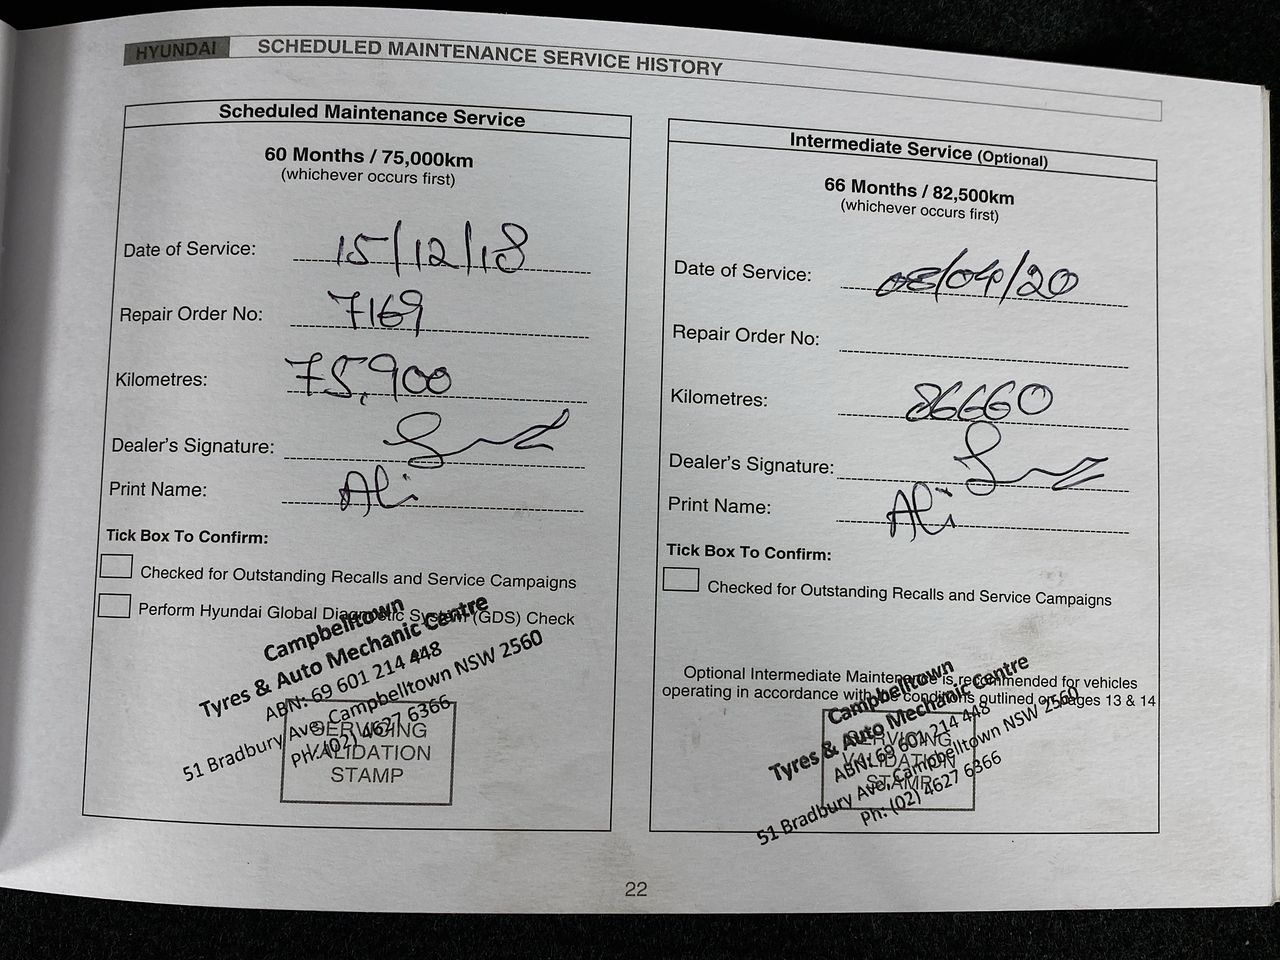 HYUNDAI SCHEDULED MAINTENANCE SERVICE HISTORY
Scheduled Maintenance Service
60 Months / 75,000km
(whichever occurs first)
Date of Service: 15/12/18
Repair Order No: 7169
Kilometres: 75,900
Dealer's Signature:
Print Name: Ali
Tick Box To Confirm:
Checked for Outstanding Recalls and Service Campaigns
Perform Hyundai Global Diagnostic System (GDS) Check
Campbelltown
Tyres & Auto Mechanic Centre
ABN: 69 601 214 448
51 Bradbury Ave, Campbelltown NSW 2560
PH: (02) 4627 6366
SERVICING
VALIDATION
STAMP
Intermediate Service (Optional)
66 Months / 82,500km
(whichever occurs first)
Date of Service: 08/04/20
Repair Order No:
Kilometres: 86660
Dealer's Signature:
Print Name: Ali
Tick Box To Confirm:
Checked for Outstanding Recalls and Service Campaigns
Optional Intermediate Maintenance is recommended for vehicles
operating in accordance with the conditions outlined on pages 13 & 14
Campbelltown
Tyres & Auto Mechanic Centre
ABN: 69 601 214 448
51 Bradbury Ave, Campbelltown NSW 2560
Ph: (02) 4627 6366
SERVICING
VALIDATION
STAMP
22